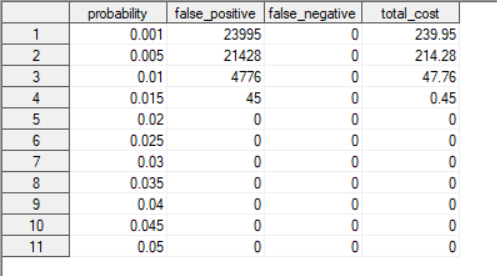 probability false_positive false_negative total_cost
1 0.001 23995 0 239.95
2 0.005 21428 0 214.28
3 0.01 4776 0 47.76
4 0.015 45 0 0.45
5 0.02 0 0 0
6 0.025 0 0 0
7 0.03 0 0 0
8 0.035 0 0 0
9 0.04 0 0 0
10 0.045 0 0 0
11 0.05 0 0 0